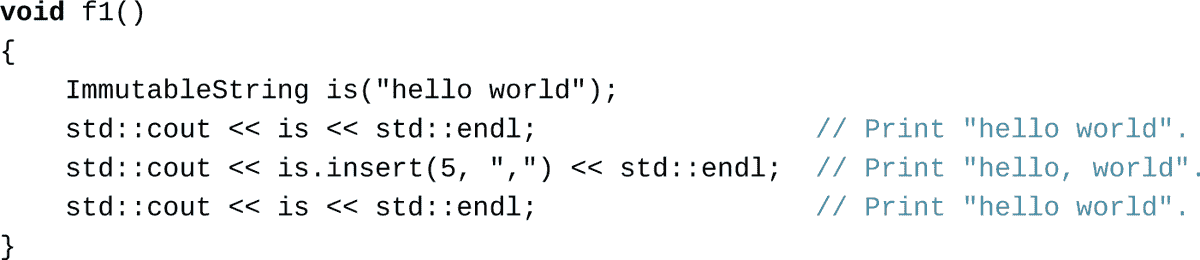 void f1()
{
    ImmutableString is("hello world");
    std::cout << is << std::endl;                 // Print "hello world".
    std::cout << is.insert(5, ",") << std::endl;  // Print "hello, world".
    std::cout << is << std::endl;                 // Print "hello world".
}